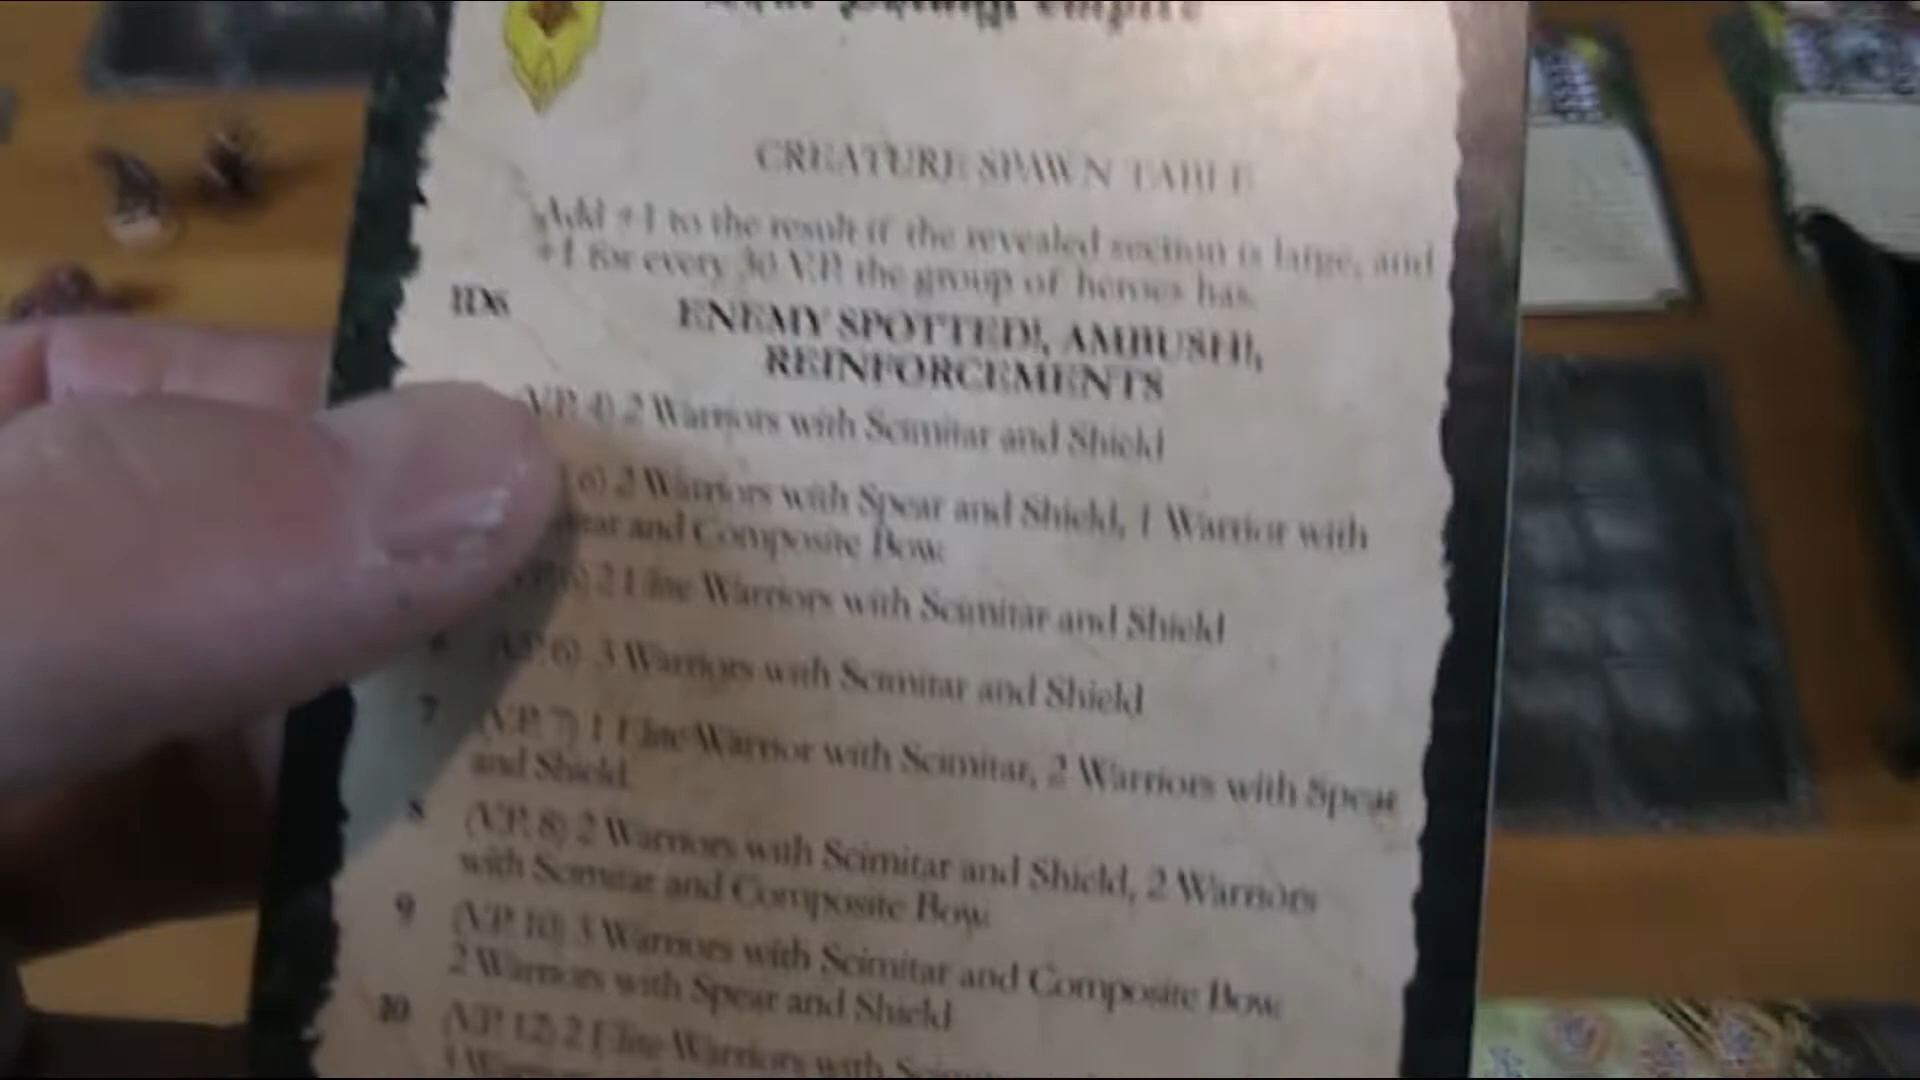 Empire
CREATURE SPAWN TABLE
Add +1 to the result if the revealed section is large, and
+1 for every 30 V.P. the group of heroes has.
1D6
ENEMY SPOTTED!, AMBUSH!,
REINFORCEMENTS
(V.P. 4) 2 Warriors with Scimitar and Shield
6) 2 Warriors with Spear and Shield, 1 Warrior with
and Composite Bow.
2 Elite Warriors with Scimitar and Shield
(V.P. 6) 3 Warriors with Scimitar and Shield
7 (V.P. 7) 1 Elite Warrior with Scimitar, 2 Warriors with Spear
and Shield.
8 (V.P. 8) 2 Warriors with Scimitar and Shield, 2 Warriors
with Scimitar and Composite Bow.
9 (V.P. 10) 3 Warriors with Scimitar and Composite Bow.
2 Warriors with Spear and Shield
10 (V.P. 12) 2 Elite Warriors with